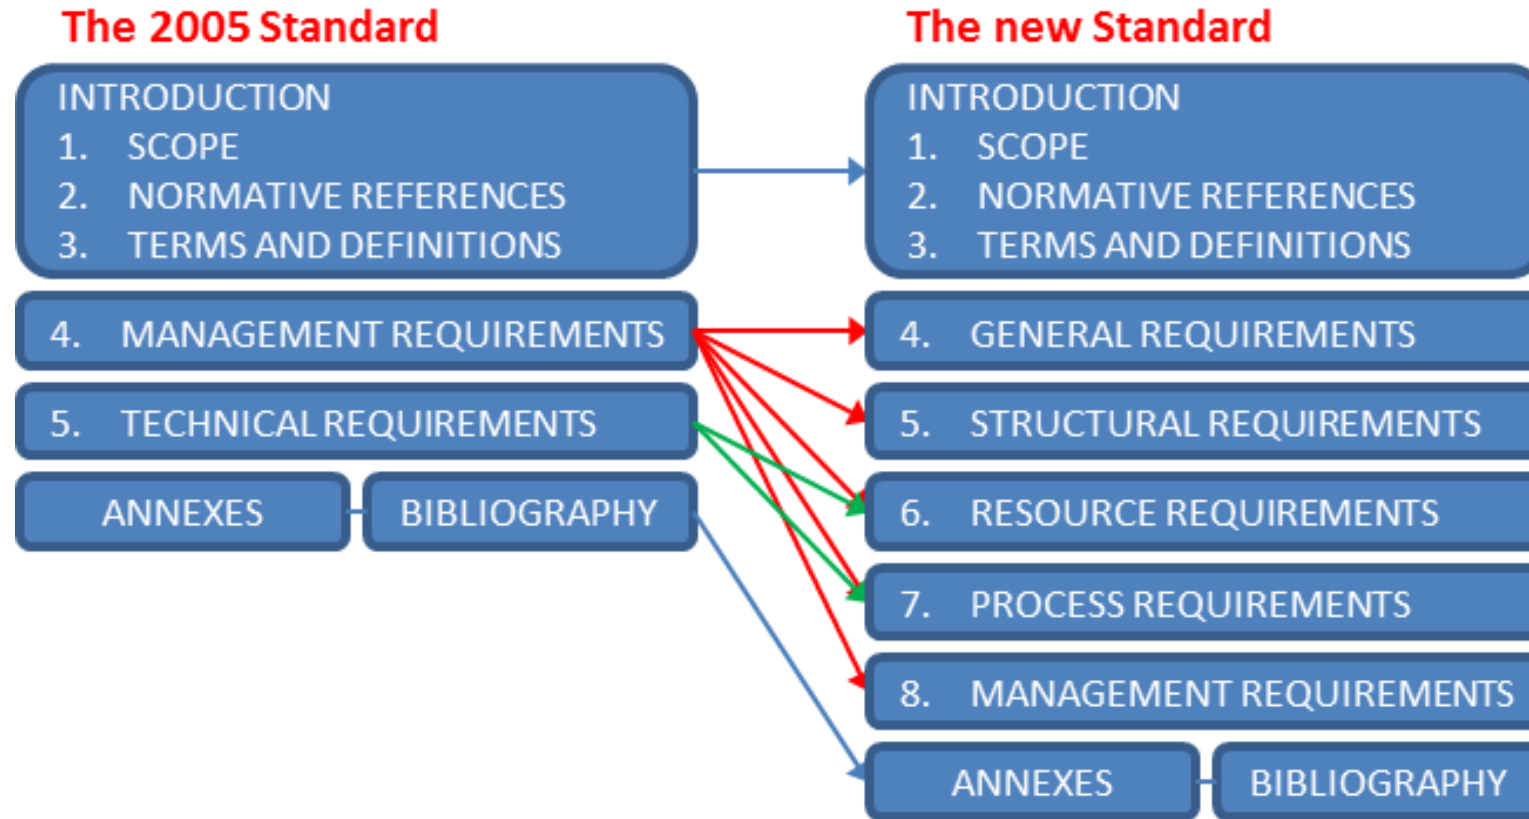 The 2005 Standard
INTRODUCTION
1. SCOPE
2. NORMATIVE REFERENCES
3. TERMS AND DEFINITIONS
4. MANAGEMENT REQUIREMENTS
5. TECHNICAL REQUIREMENTS
ANNEXES
BIBLIOGRAPHY
The new Standard
INTRODUCTION
1. SCOPE
2. NORMATIVE REFERENCES
3. TERMS AND DEFINITIONS
4. GENERAL REQUIREMENTS
5. STRUCTURAL REQUIREMENTS
6. RESOURCE REQUIREMENTS
7. PROCESS REQUIREMENTS
8. MANAGEMENT REQUIREMENTS
ANNEXES
BIBLIOGRAPHY